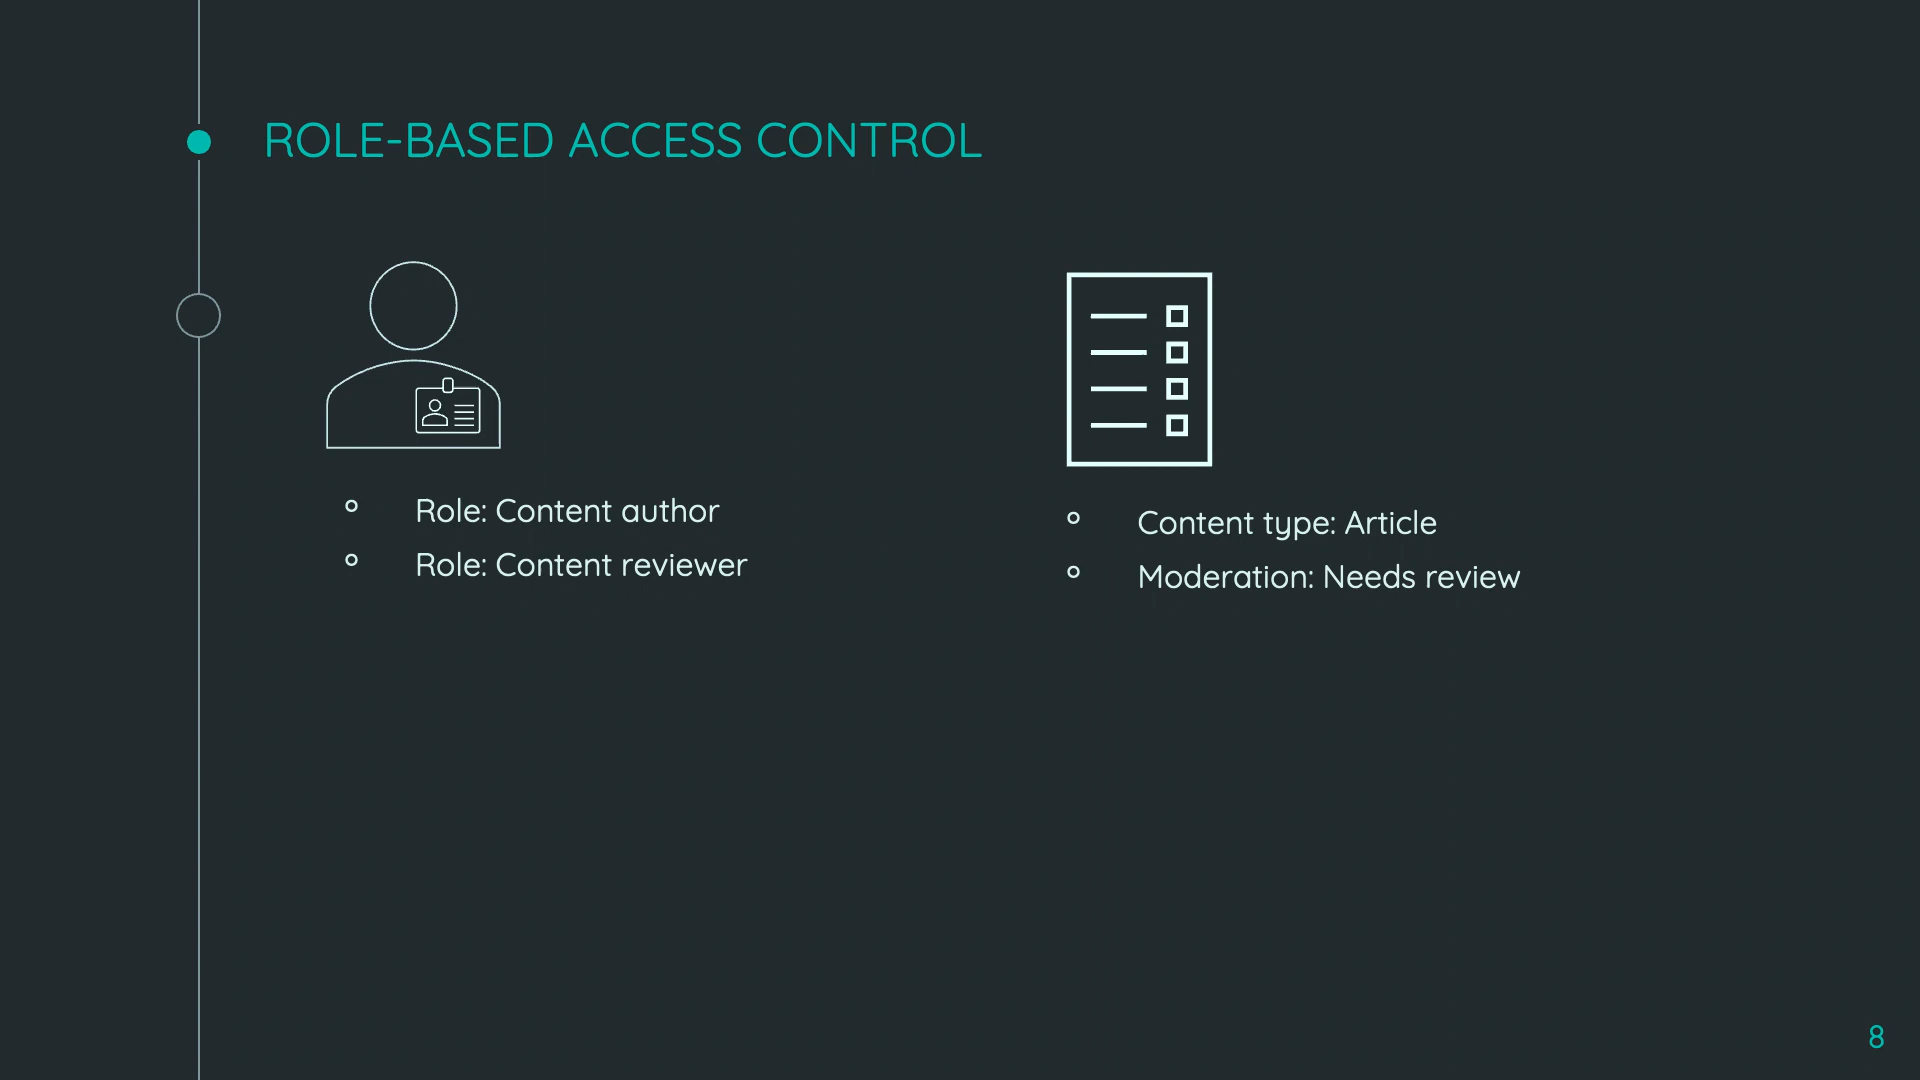 ROLE-BASED ACCESS CONTROL
Role: Content author
Role: Content reviewer
Content type: Article
Moderation: Needs review
8